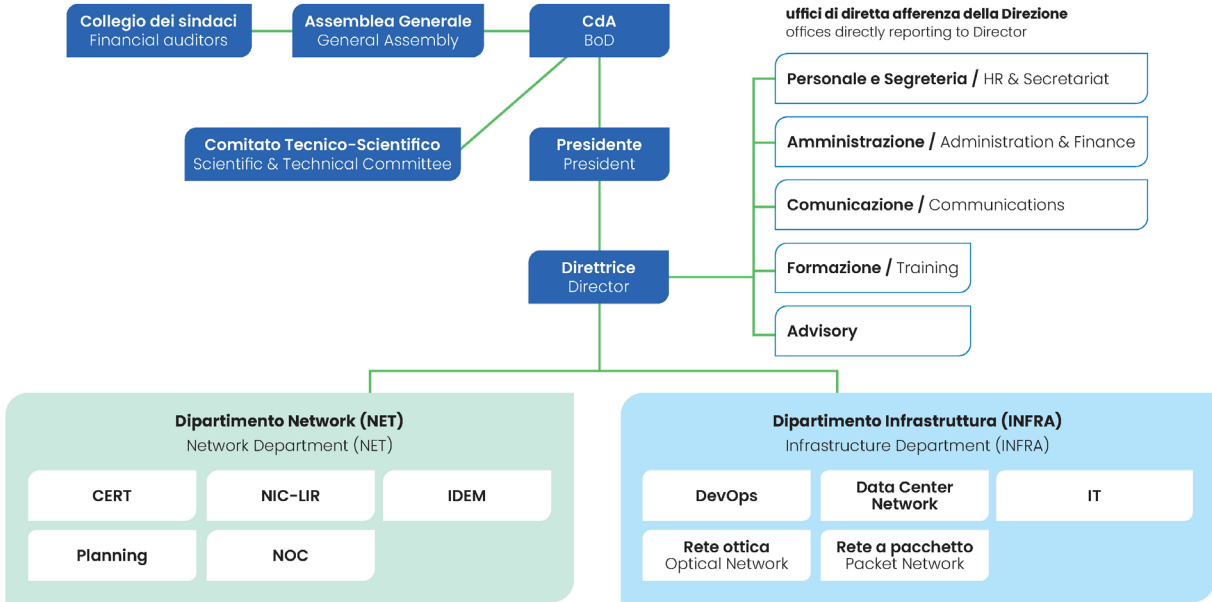 Collegio dei sindaci
Financial auditors
Assemblea Generale
General Assembly
CdA
BoD
uffici di diretta afferenza della Direzione
offices directly reporting to Director
Personale e Segreteria / HR & Secretariat
Amministrazione / Administration & Finance
Comunicazione / Communications
Formazione / Training
Advisory
Comitato Tecnico-Scientifico
Scientific & Technical Committee
Presidente
President
Direttrice
Director
Dipartimento Network (NET)
Network Department (NET)
CERT
NIC-LIR
IDEM
Planning
NOC
Dipartimento Infrastruttura (INFRA)
Infrastructure Department (INFRA)
DevOps
Data Center
Network
IT
Rete ottica
Optical Network
Rete a pacchetto
Packet Network